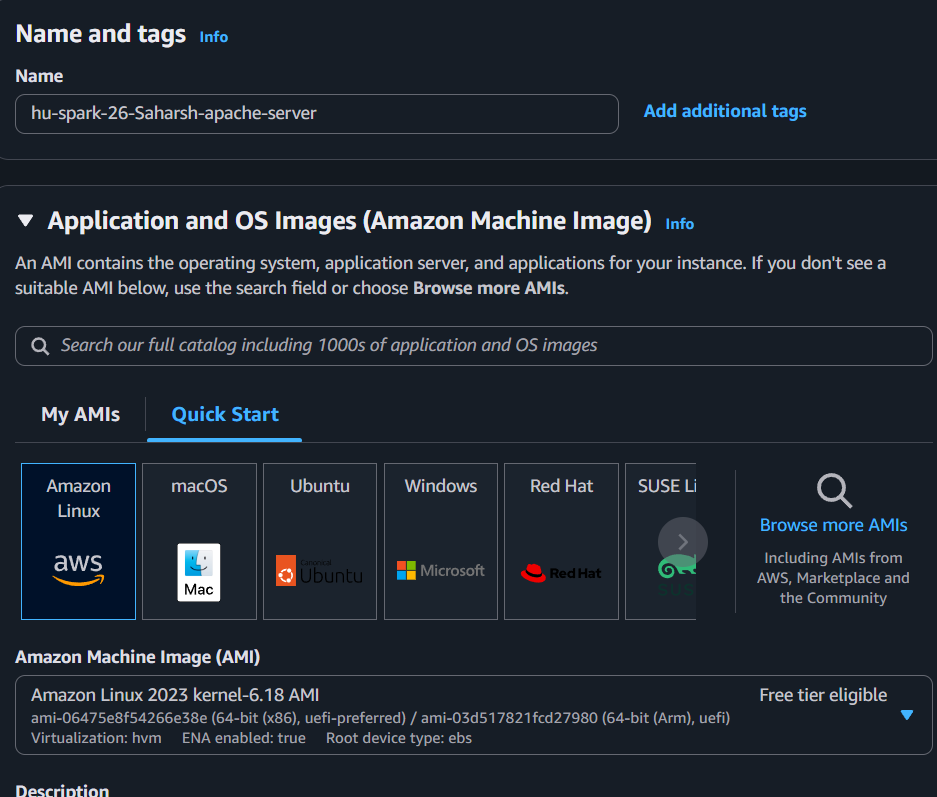 Name and tags Info
Name
hu-spark-26-Saharsh-apache-server
Add additional tags
Application and OS Images (Amazon Machine Image) Info
An AMI contains the operating system, application server, and applications for your instance. If you don't see a
suitable AMI below, use the search field or choose Browse more AMIs.
Search our full catalog including 1000s of application and OS images
My AMIs
Quick Start
Amazon
Linux
aws
macOS
Mac
Ubuntu
Canonical
Ubuntu
Windows
Microsoft
Red Hat
Red Hat
SUSE Li
Browse more AMIs
Including AMIs from
AWS, Marketplace and
the Community
Amazon Machine Image (AMI)
Amazon Linux 2023 kernel-6.18 AMI
Free tier eligible
ami-06475e8f54266e38e (64-bit (x86), uefi-preferred) / ami-03d517821fcd27980 (64-bit (Arm), uefi)
Virtualization: hvm ENA enabled: true Root device type: ebs
Description